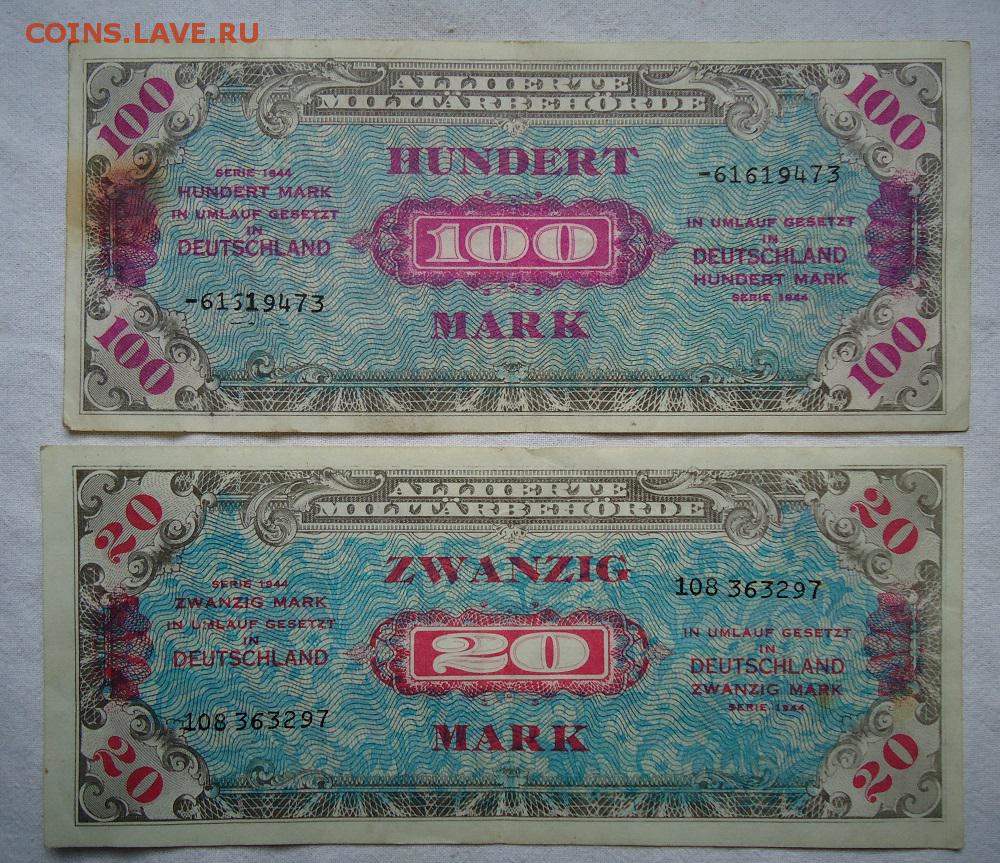 COINS.LAVE.RU
100
ALLIIERTE
MILITÄRBEHÖRDE
100
HUNDERT
SERIE 1944
HUNDERT MARK
IN UMLAUF GESETZT
IN
DEUTSCHLAND
-61619473
100
-61619473
IN UMLAUF GESETZT
IN
DEUTSCHLAND
HUNDERT MARK
SERIE 1944
MARK
100
100
20
ALLIIERTE
MILITÄRBEHÖRDE
20
ZWANZIG
SERIE 1944
ZWANZIG MARK
IN UMLAUF GESETZT
IN
DEUTSCHLAND
108 363297
20
108 363297
IN UMLAUF GESETZT
IN
DEUTSCHLAND
ZWANZIG MARK
SERIE 1944
MARK
20
20